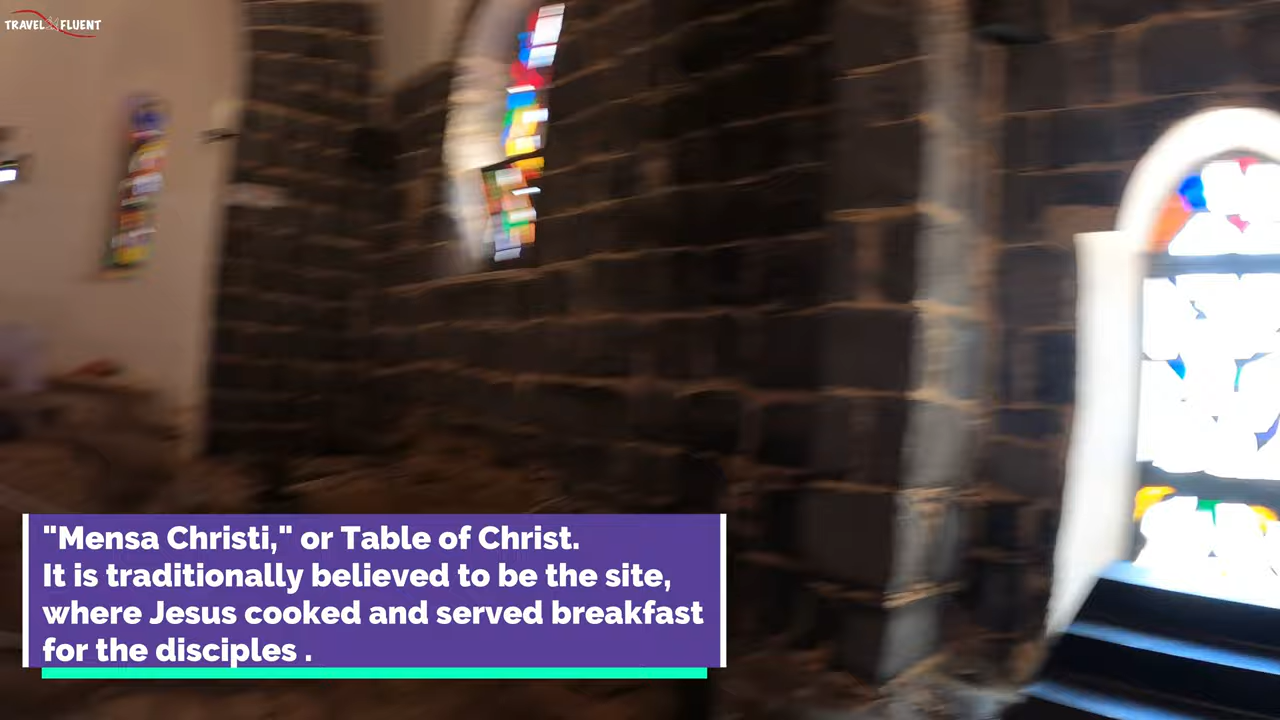 TRAVEL FLUENT
"Mensa Christi," or Table of Christ.
It is traditionally believed to be the site,
where Jesus cooked and served breakfast
for the disciples .